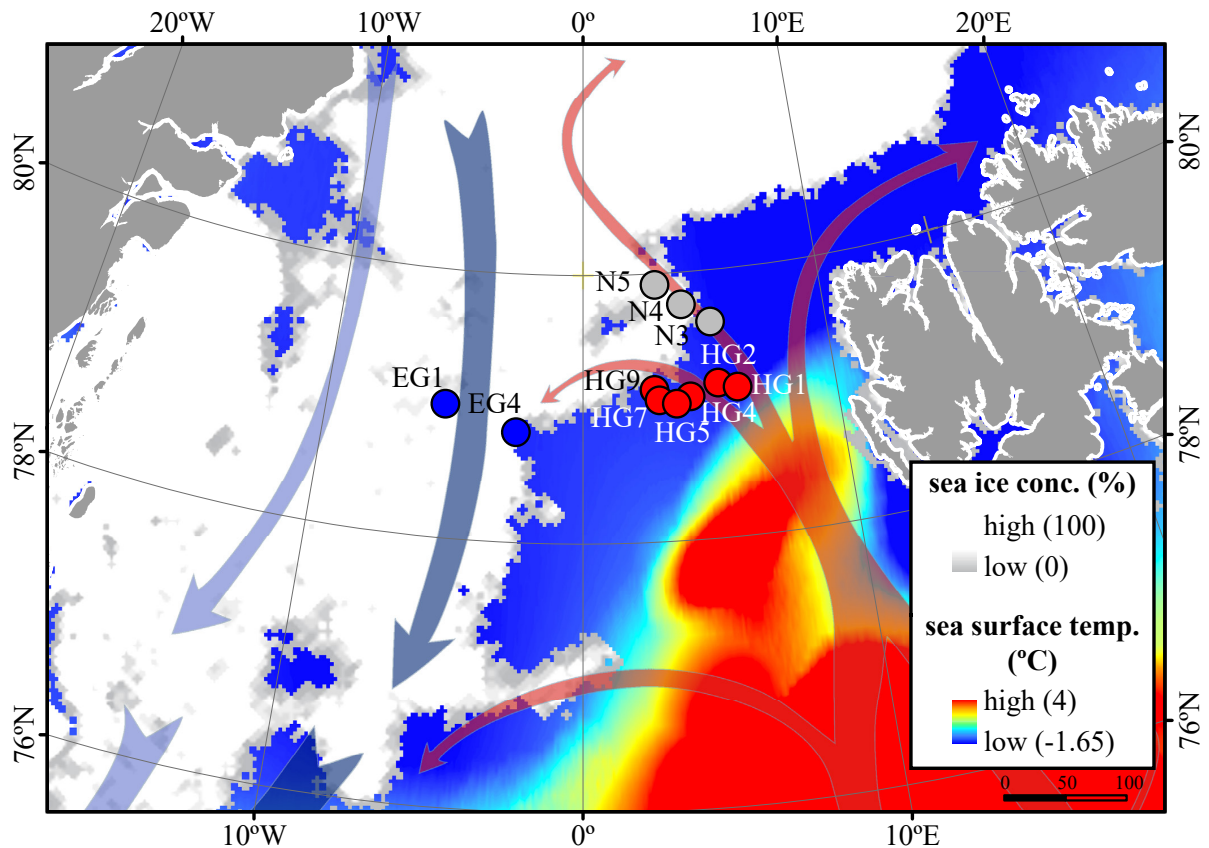 20ºW
10ºW
0º
10ºE
20ºE
80ºN
80ºN
N5
N4
N3
HG2
HG9
HG1
EG1
EG4
HG7
HG4
HG5
78ºN
78ºN
sea ice conc. (%)
high (100)
low (0)
sea surface temp.
(ºC)
high (4)
low (-1.65)
76ºN
76ºN
0 50 100
10ºW
0º
10ºE